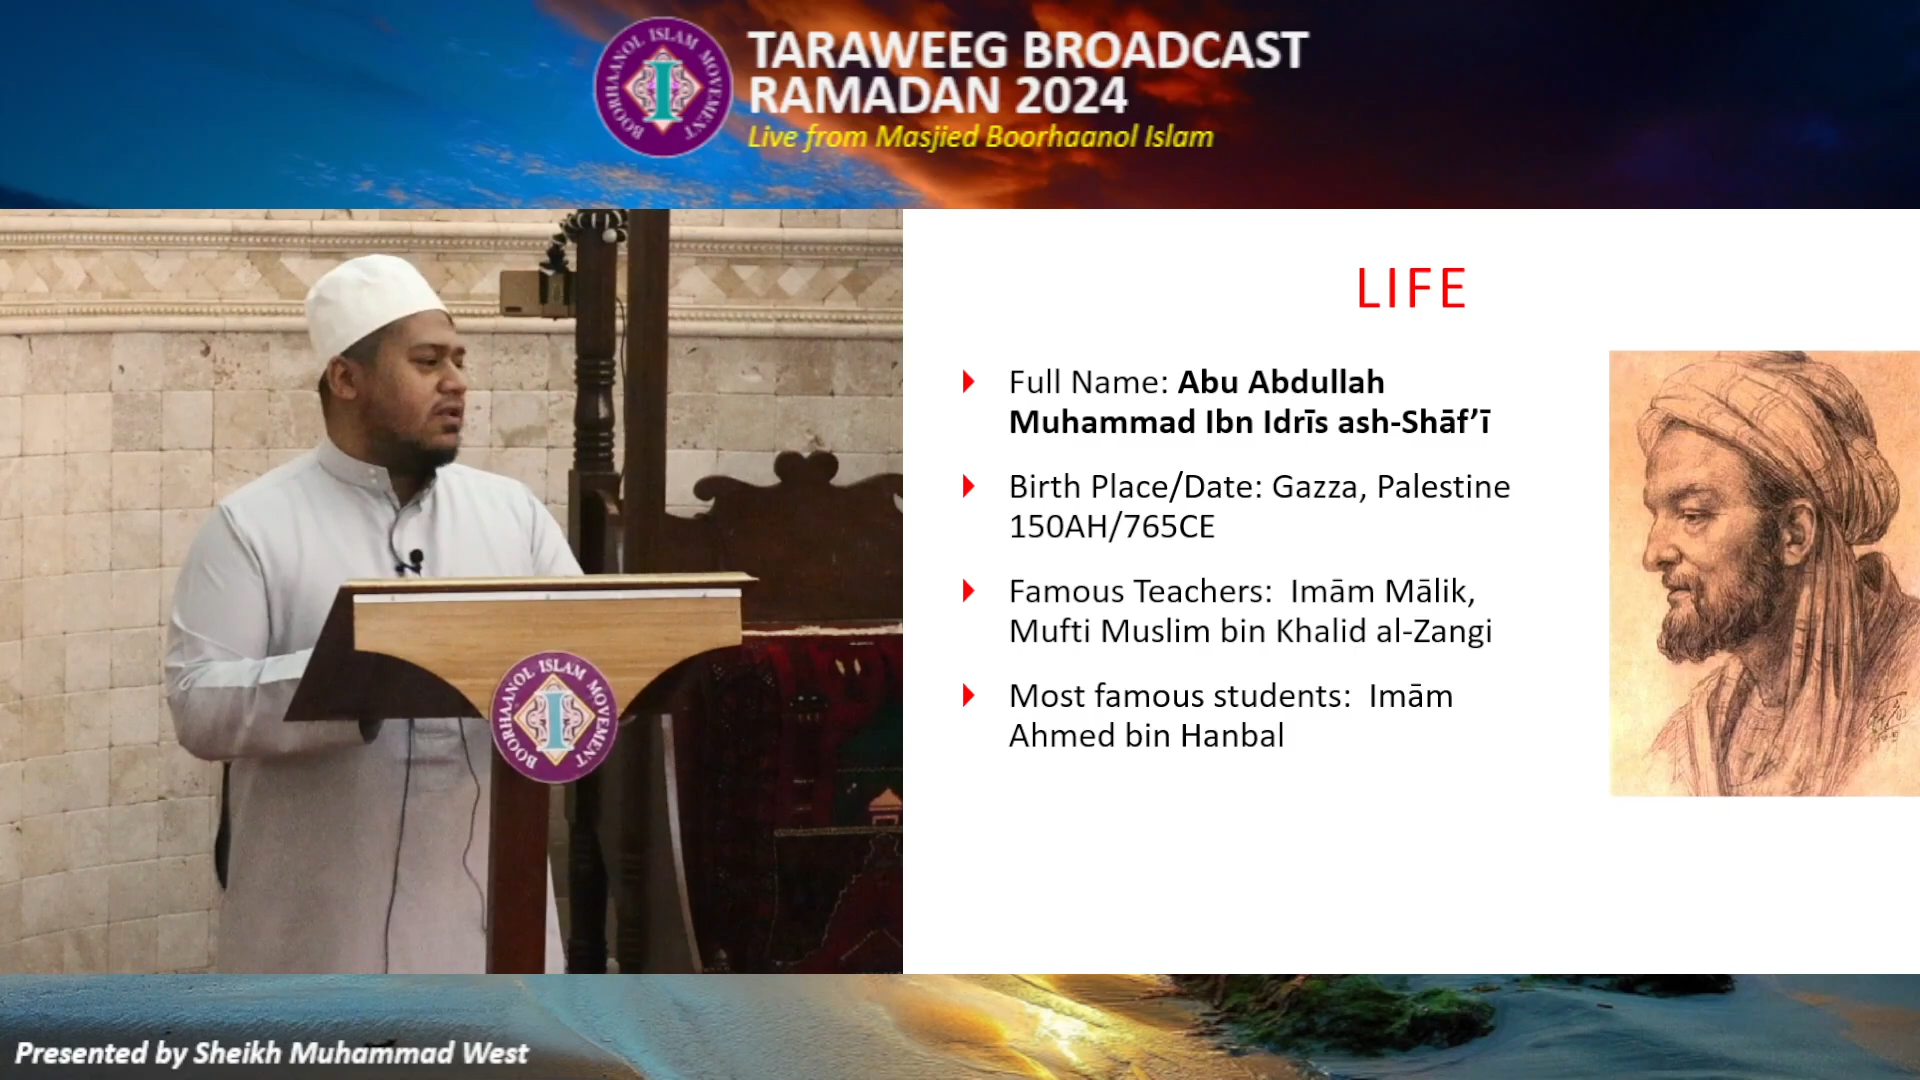 BOORHAANOL ISLAM MOVEMENT
TARAWEEG BROADCAST
RAMADAN 2024
Live from Masjied Boorhaanol Islam
LIFE
Full Name: Abu Abdullah
Muhammad Ibn Idrīs ash-Shāf’ī
Birth Place/Date: Gazza, Palestine
150AH/765CE
Famous Teachers: Imām Mālik,
Mufti Muslim bin Khalid al-Zangi
Most famous students: Imām
Ahmed bin Hanbal
BOORHAANOL ISLAM MOVEMENT
Presented by Sheikh Muhammad West